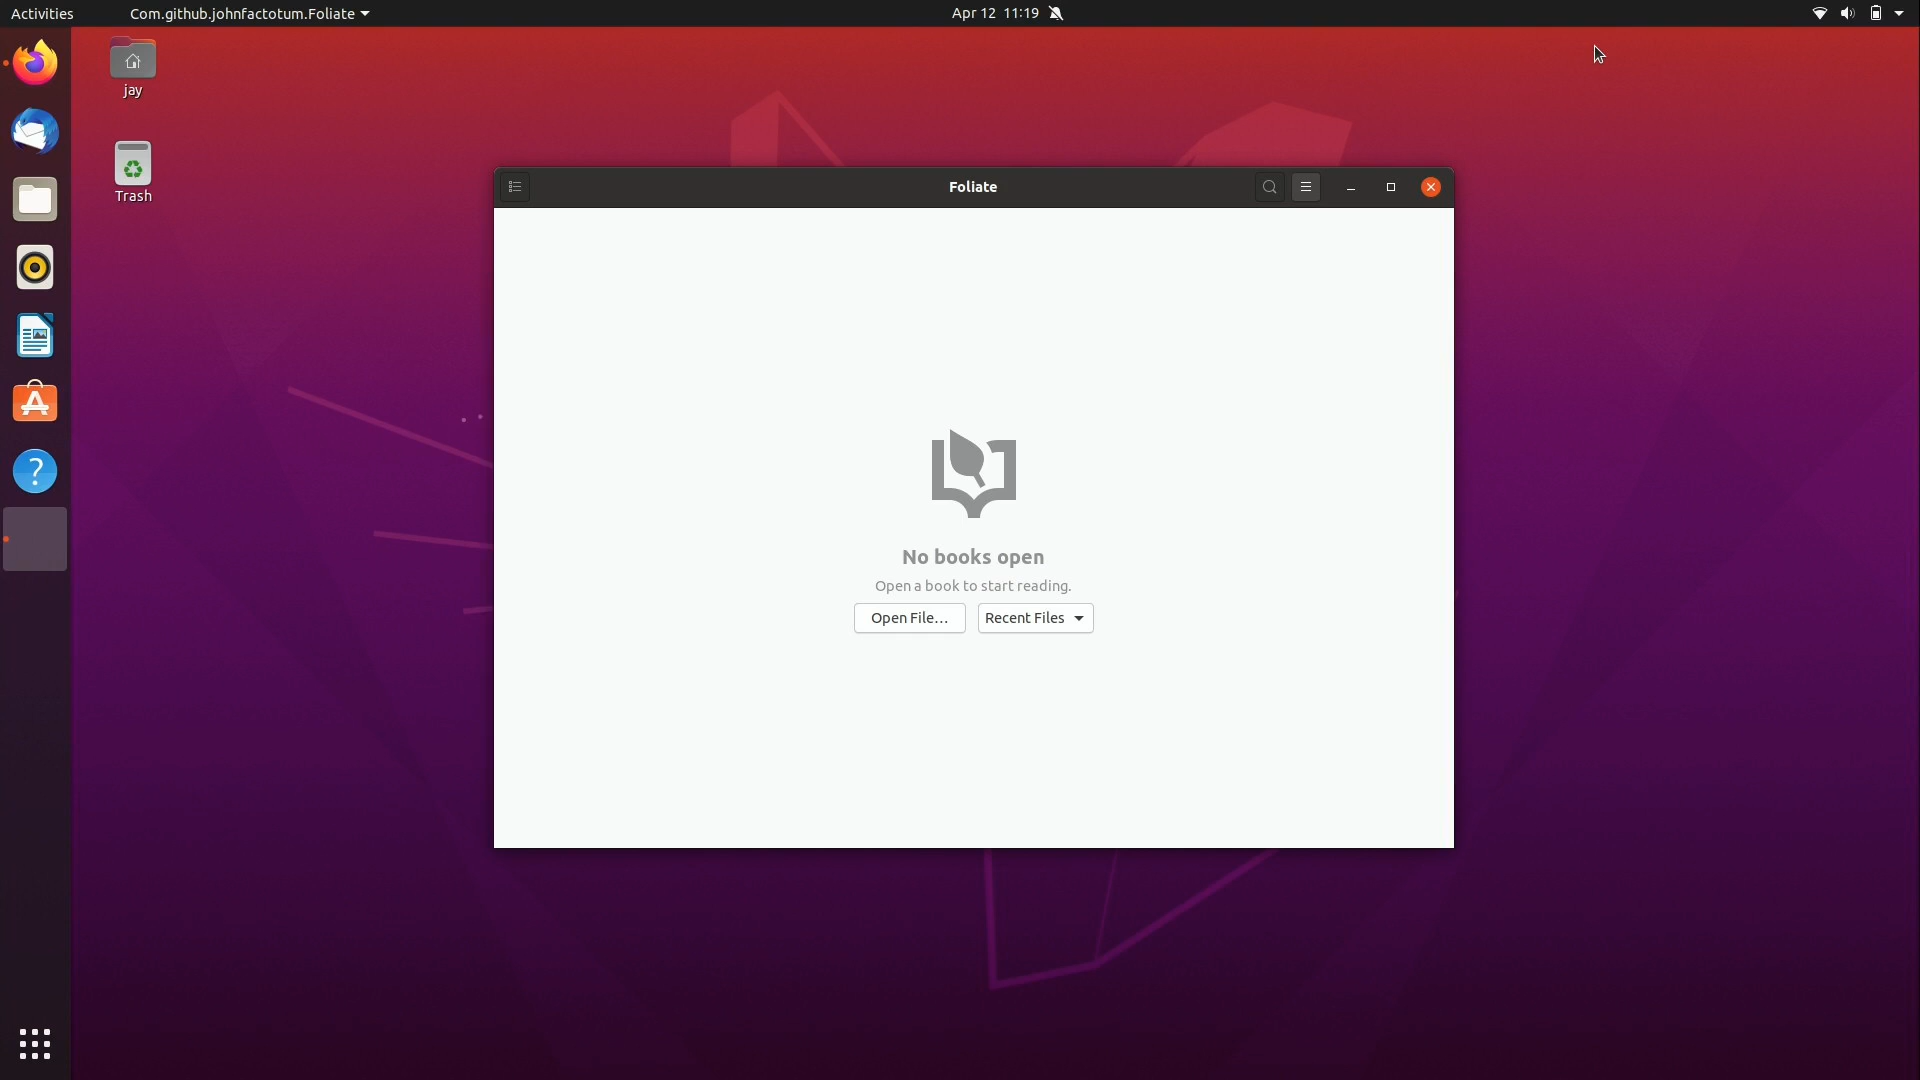 Activities
Com.github.johnfactotum.Foliate
Apr 12 11:19
jay
Trash
Foliate
No books open
Open a book to start reading.
Open File…
Recent Files